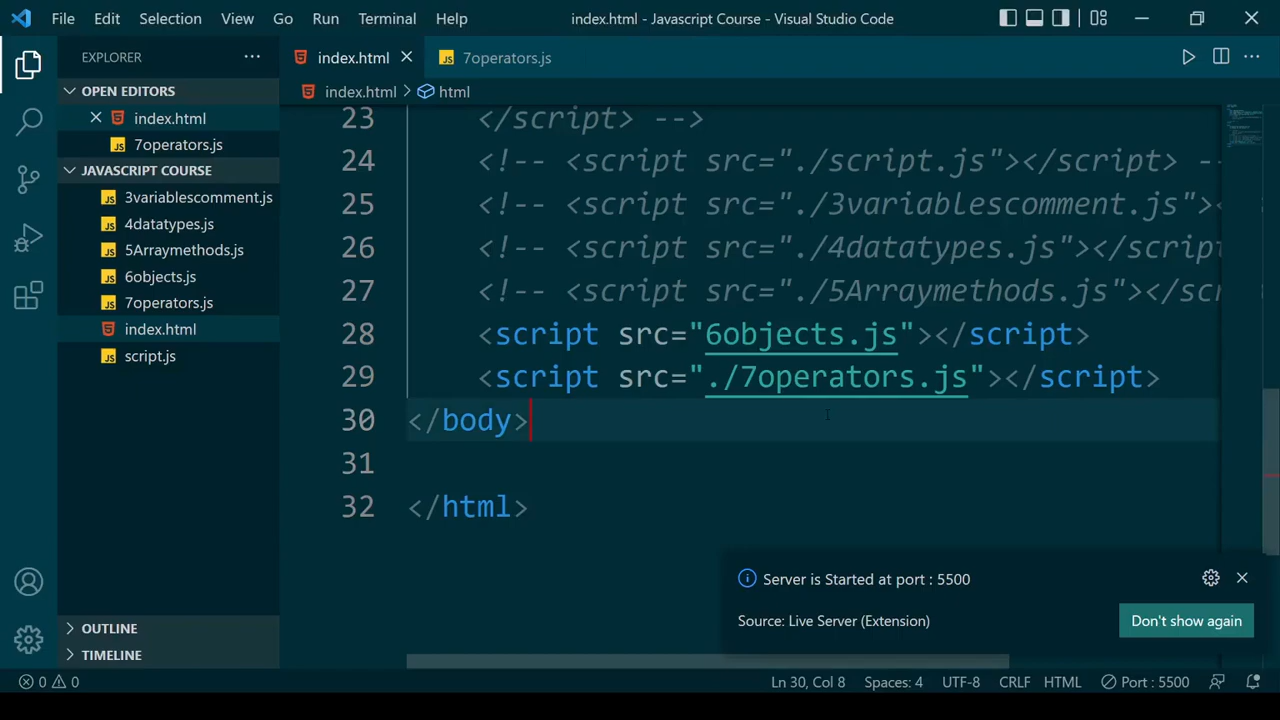 File Edit Selection View Go Run Terminal Help index.html - Javascript Course - Visual Studio Code
EXPLORER
OPEN EDITORS
index.html
7operators.js
JAVASCRIPT COURSE
3variablescomment.js
4datatypes.js
5Arraymethods.js
6objects.js
7operators.js
index.html
script.js
OUTLINE
TIMELINE
index.html 7operators.js
index.html > html
23 </script> -->
24 <!-- <script src="./script.js"></script> --
25 <!-- <script src="./3variablescomment.js"><
26 <!-- <script src="./4datatypes.js"></script
27 <!-- <script src="./5Arraymethods.js"></scr
28 <script src="6objects.js"></script>
29 <script src="./7operators.js"></script>
30 </body>
31
32 </html>
Server is Started at port : 5500
Source: Live Server (Extension) Don't show again
0 0 Ln 30, Col 8 Spaces: 4 UTF-8 CRLF HTML Port : 5500